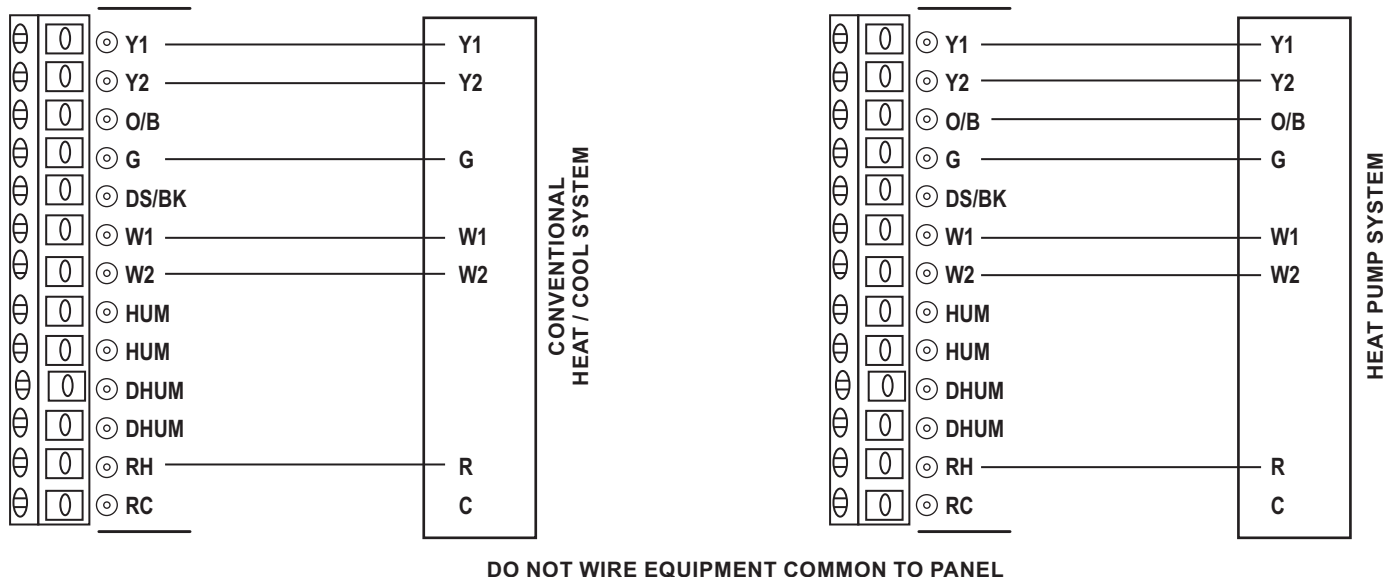 Y1
Y2
O/B
G
DS/BK
W1
W2
HUM
HUM
DHUM
DHUM
RH
RC
Y1
Y2
G
W1
W2
R
C
CONVENTIONAL
HEAT / COOL SYSTEM
Y1
Y2
O/B
G
DS/BK
W1
W2
HUM
HUM
DHUM
DHUM
RH
RC
Y1
Y2
O/B
G
W1
W2
R
C
HEAT PUMP SYSTEM
DO NOT WIRE EQUIPMENT COMMON TO PANEL